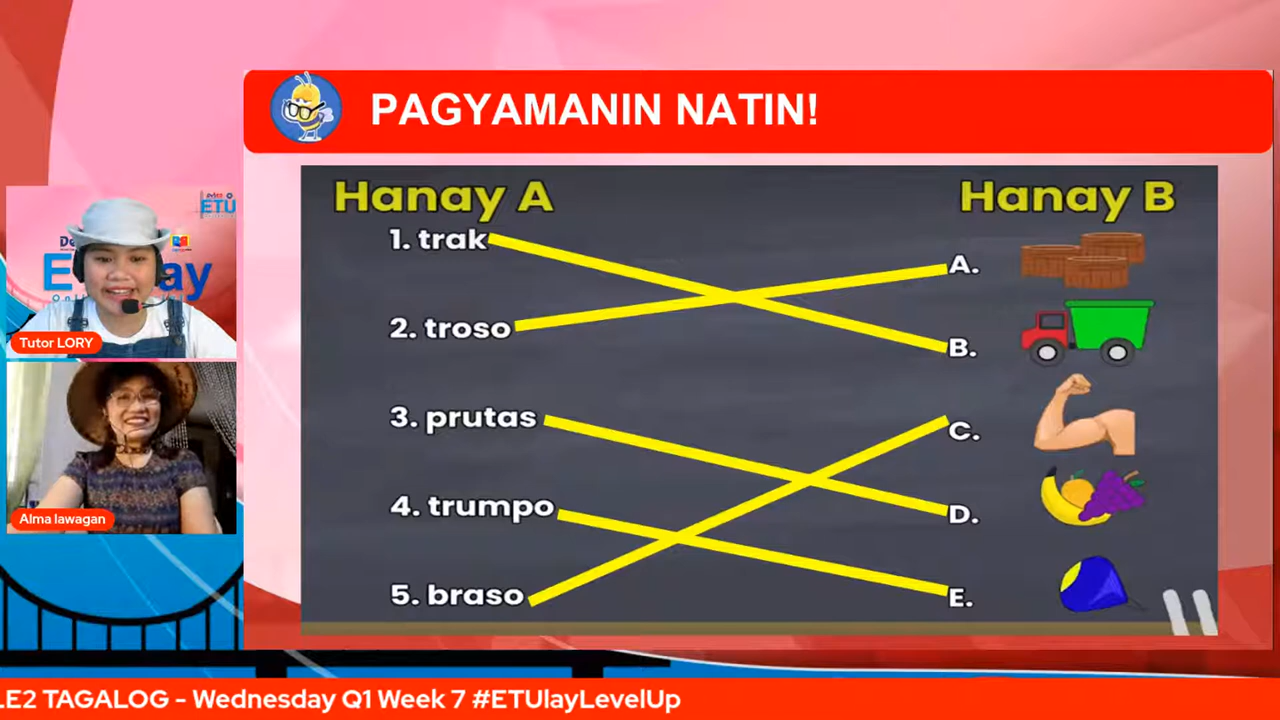 PAGYAMANIN NATIN!
Hanay A
Hanay B
1. trak
2. troso
3. prutas
4. trumpo
5. braso
A.
B.
C.
D.
E.
ETU
Tutor LORY
Alma lawagan
LE2 TAGALOG - Wednesday Q1 Week 7 #ETUlayLevelUp